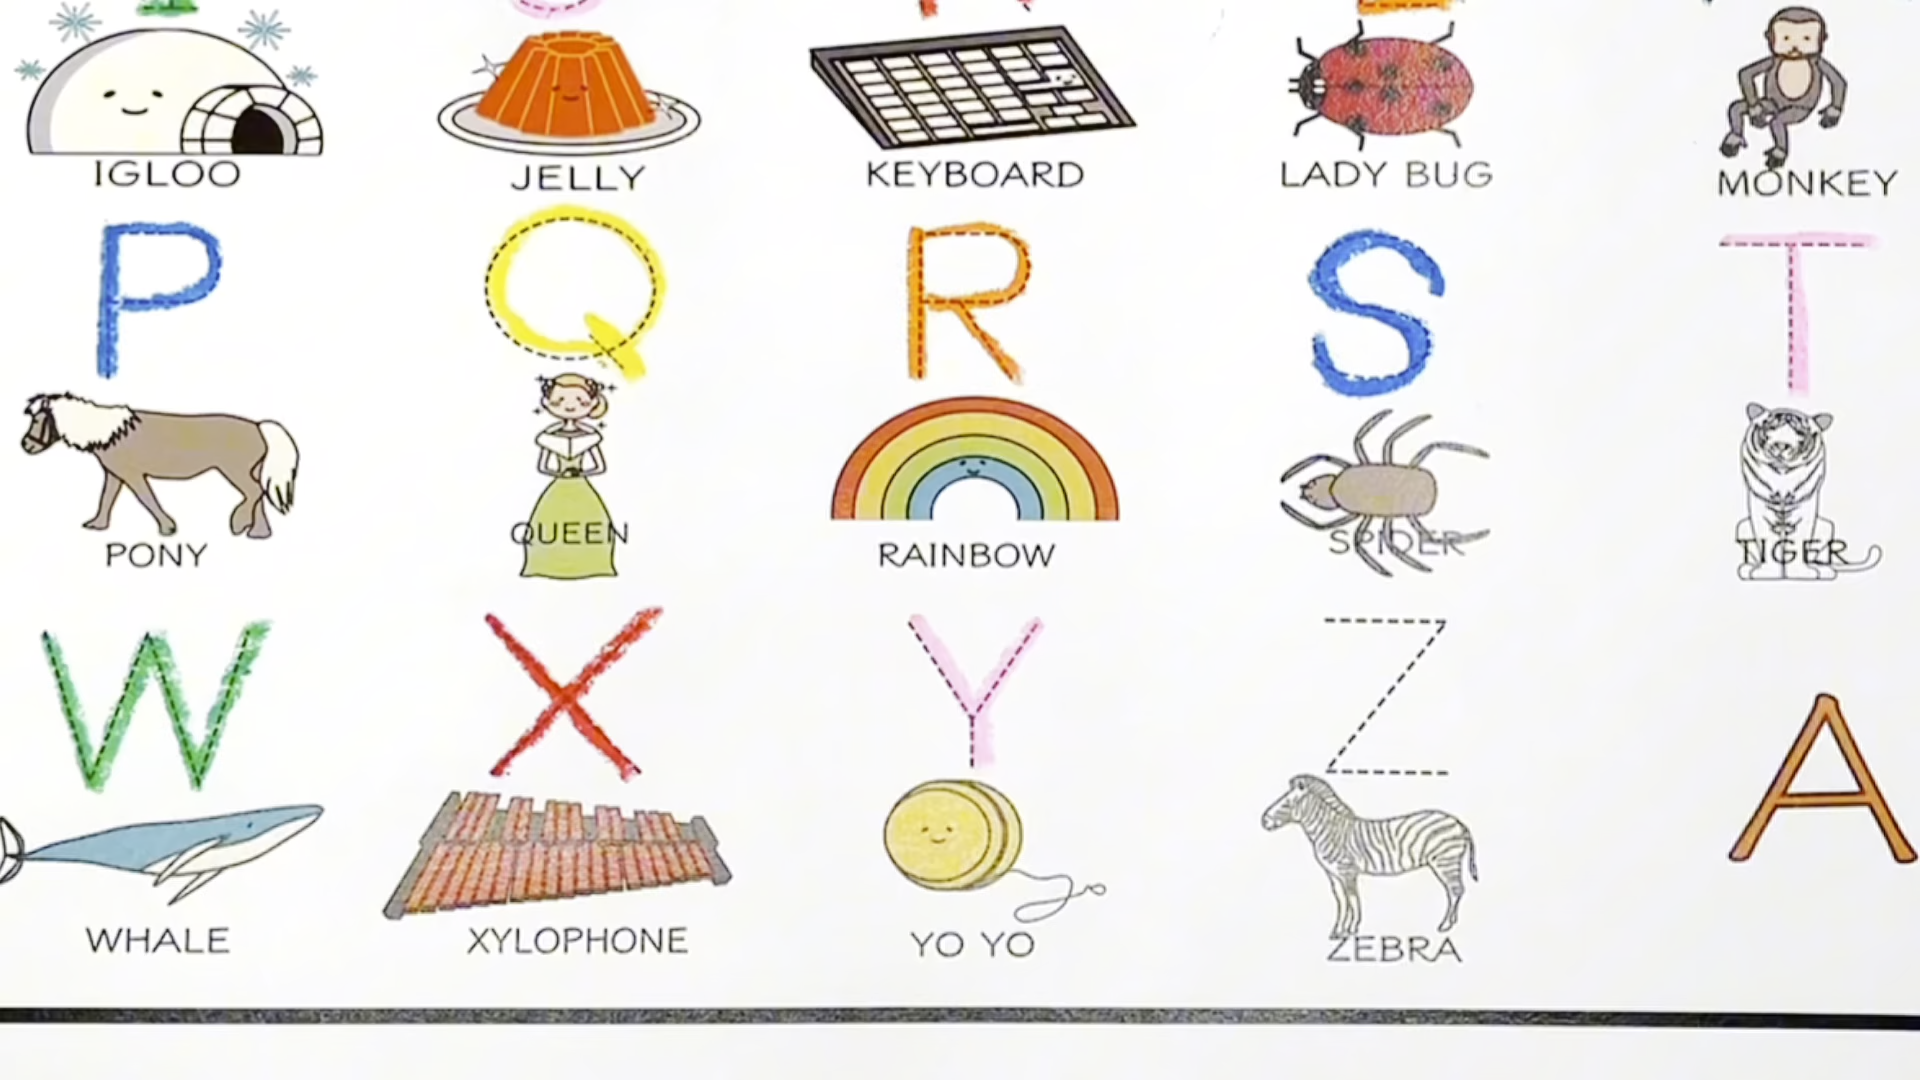 IGLOO JELLY KEYBOARD LADY BUG MONKEY
P Q R S T
PONY QUEEN RAINBOW SPIDER TIGER
W X Y Z A
WHALE XYLOPHONE YO YO ZEBRA